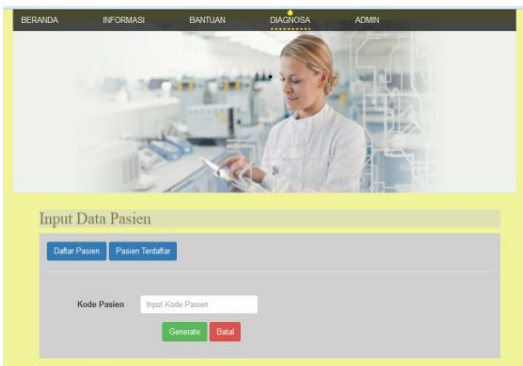 BERANDA INFORMASI BANTUAN DIAGNOSA ADMIN
Input Data Pasien
Daftar Pasien Pasien Terdaftar
Kode Pasien Input Kode Pasien
Generate Batal